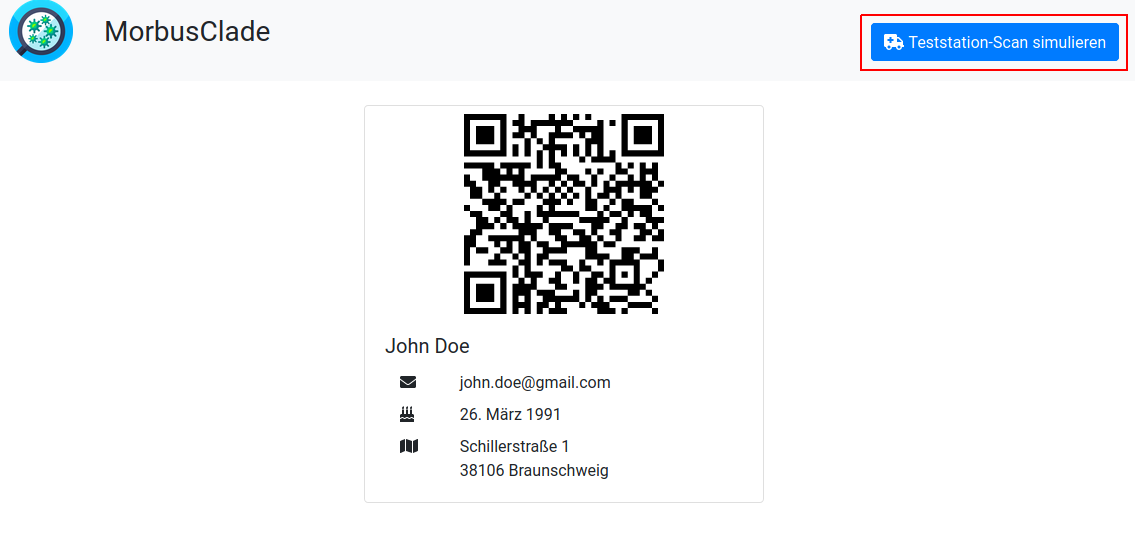 MorbusClade
Teststation-Scan simulieren
John Doe
john.doe@gmail.com
26. März 1991
Schillerstraße 1
38106 Braunschweig